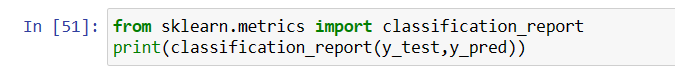 In [51]: from sklearn.metrics import classification_report
print(classification_report(y_test,y_pred))